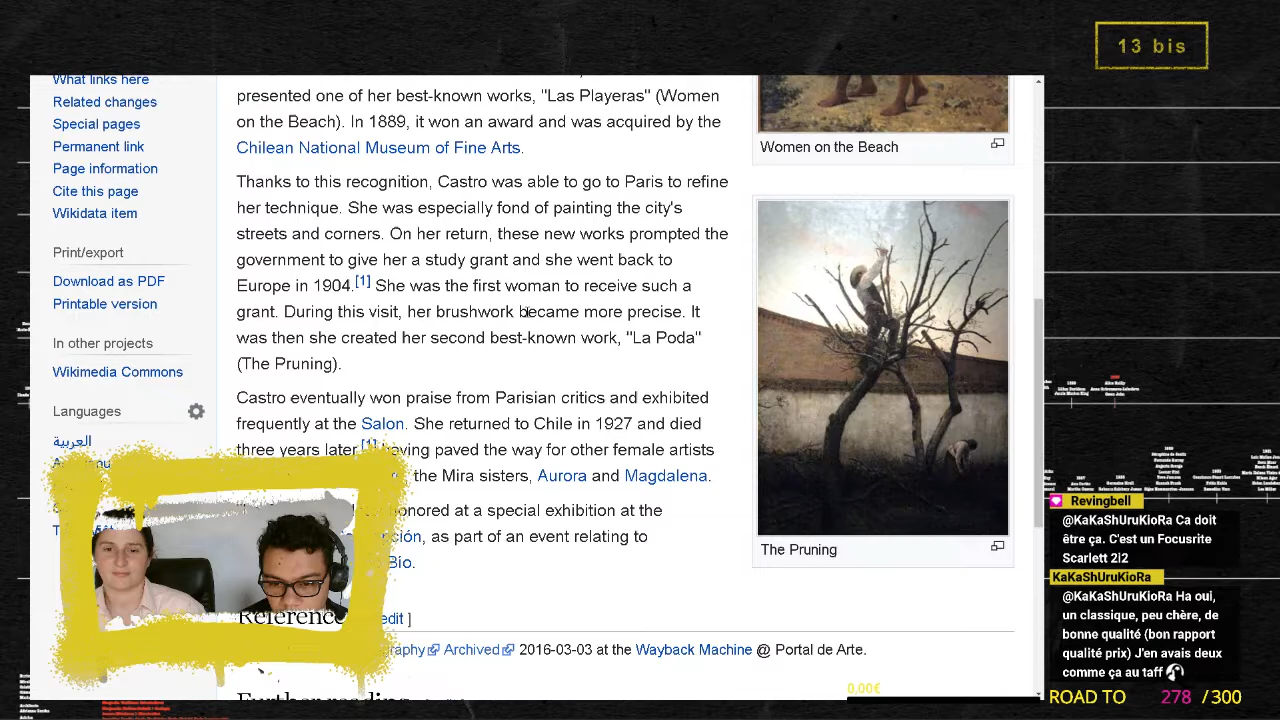 13 bis
What links here
Related changes
Special pages
Permanent link
Page information
Cite this page
Wikidata item
Print/export
Download as PDF
Printable version
In other projects
Wikimedia Commons
Languages
العربية
presented one of her best-known works, "Las Playeras" (Women
on the Beach). In 1889, it won an award and was acquired by the
Chilean National Museum of Fine Arts.
Thanks to this recognition, Castro was able to go to Paris to refine
her technique. She was especially fond of painting the city's
streets and corners. On her return, these new works prompted the
government to give her a study grant and she went back to
Europe in 1904.[1] She was the first woman to receive such a
grant. During this visit, her brushwork became more precise. It
was then she created her second best-known work, "La Poda"
(The Pruning).
Castro eventually won praise from Parisian critics and exhibited
frequently at the Salon. She returned to Chile in 1927 and died
three years later,[1] having paved the way for other female artists
the Mira sisters, Aurora and Magdalena.
at a special exhibition at the
as part of an event relating to
Bio.
edit ]
Archived 2016-03-03 at the Wayback Machine @ Portal de Arte.
Women on the Beach
The Pruning
0,00€
Revingbell
@KaKaShUruKioRa Ca doit
être ça. C'est un Focusrite
Scarlett 2i2
KaKaShUruKioRa
@KaKaShUruKioRa Ha oui,
un classique, peu chère, de
bonne qualité (bon rapport
qualité prix) J'en avais deux
comme ça au taff
ROAD TO 278 /300